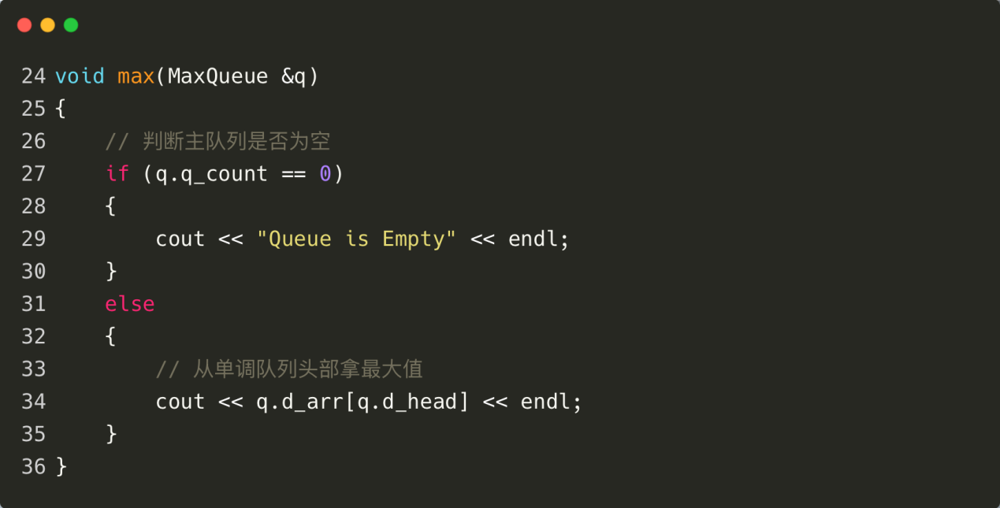 24 void max(MaxQueue &q)
25 {
26     // 判断主队列是否为空
27     if (q.q_count == 0)
28     {
29         cout << "Queue is Empty" << endl;
30     }
31     else
32     {
33         // 从单调队列头部拿最大值
34         cout << q.d_arr[q.d_head] << endl;
35     }
36 }